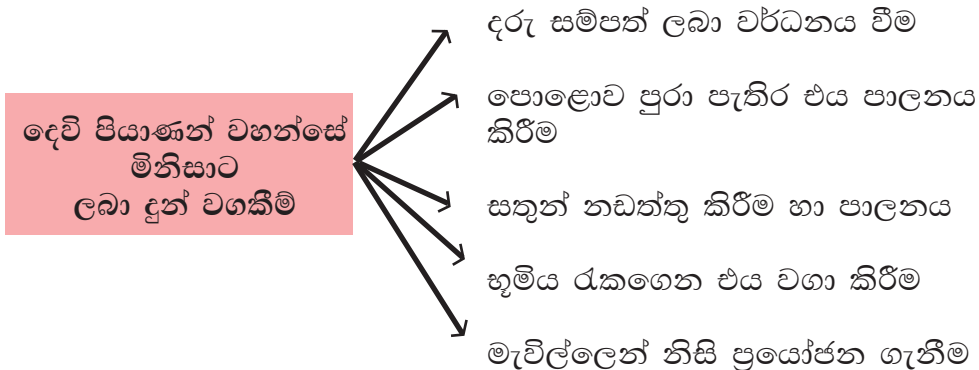 දෙවි පියාණන් වහන්සේ
මිනිසාට
ලබා දුන් වගකීම්
දරු සම්පත් ලබා වර්ධනය වීම
පොළොව පුරා පැතිර එය පාලනය
කිරීම
සතුන් නඩත්තු කිරීම හා පාලනය
භූමිය රැකගෙන එය වගා කිරීම
මැවිල්ලෙන් නිසි ප්‍රයෝජන ගැනීම